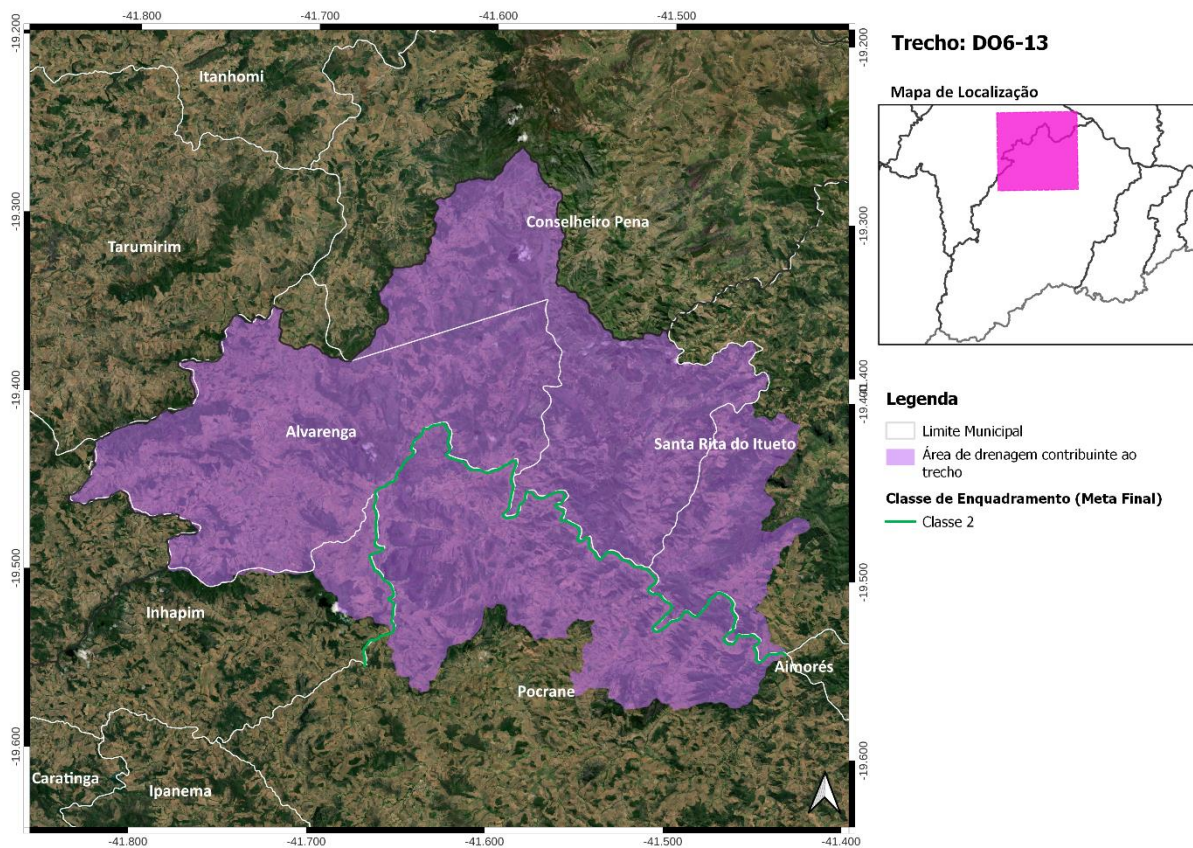 -41.800
-41.700
-41.600
-41.500
-19.200
-19.200
Trecho: DO6-13
Itanhomi
Mapa de Localização
Tarumirim
Conselheiro Pena
-19.300
-19.300
-19.400
-19.400
Legenda
Limite Municipal
Área de drenagem contribuinte ao
trecho
Classe de Enquadramento (Meta Final)
Classe 2
Alvarenga
Santa Rita do Itueto
-19.500
-19.500
Inhapim
Aimorés
Pocrane
-19.600
-19.600
Caratinga
Ipanema
-41.800
-41.700
-41.600
-41.500
-41.400